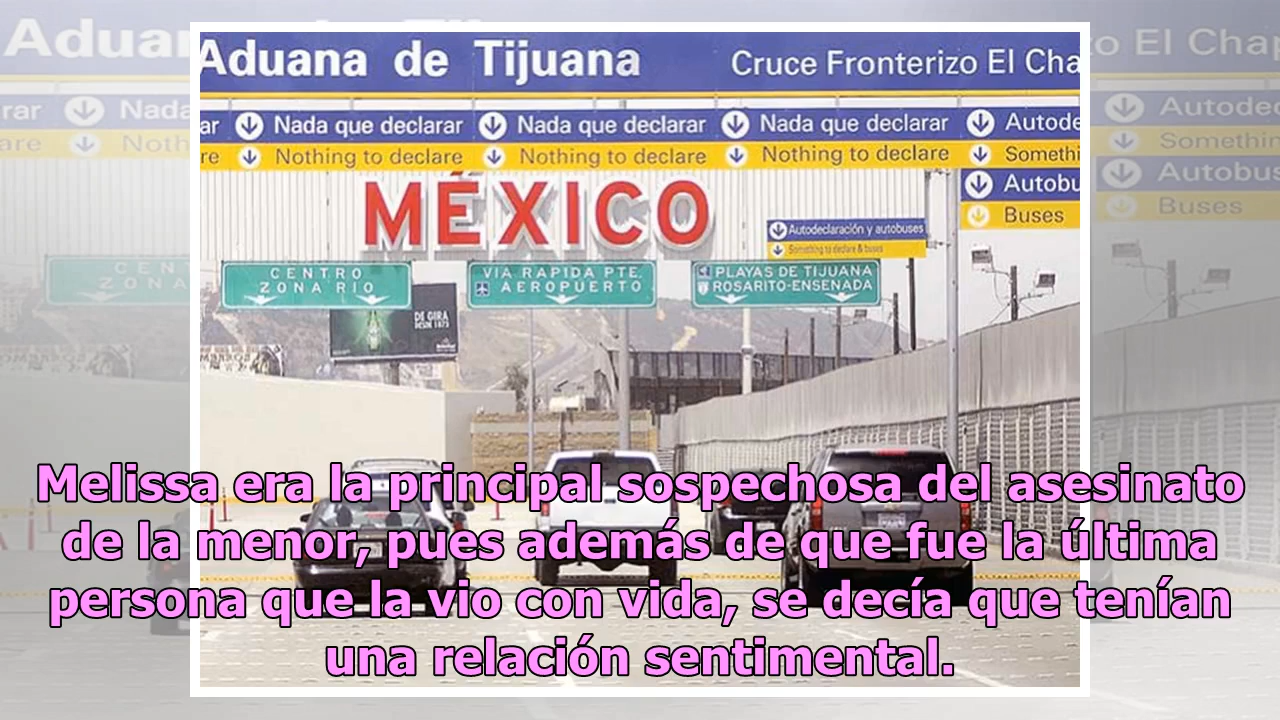 Aduana de Tijuana Cruce Fronterizo El Cha
Nada que declarar Nada que declarar Nada que declarar Autode
Nothing to declare Nothing to declare Nothing to declare Somethi
MÉXICO
Autobu
Buses
Autodeclaración y autobuses
Something to declare & buses
CENTRO
ZONA RIO
VIA RAPIDA PTE.
AEROPUERTO
PLAYAS DE TIJUANA
ROSARITO-ENSENADA
DE GIRA
DESDE 1873
Melissa era la principal sospechosa del asesinato
de la menor, pues además de que fue la última
persona que la vio con vida, se decía que tenían
una relación sentimental.